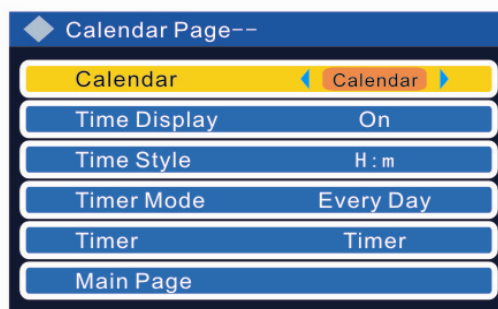 Calendar Page--
Calendar Calendar
Time Display On
Time Style H:m
Timer Mode Every Day
Timer Timer
Main Page